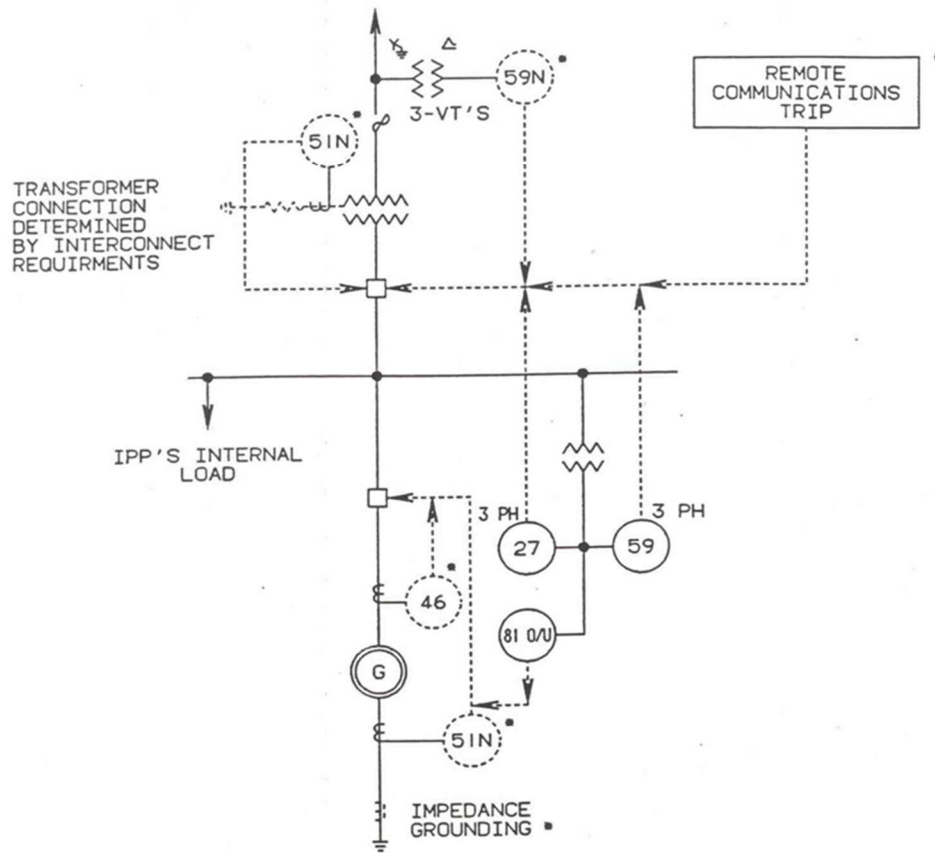 59N
REMOTE
COMMUNICATIONS
TRIP
3-VT'S
51N
TRANSFORMER
CONNECTION
DETERMINED
BY INTERCONNECT
REQUIRMENTS
IPP'S INTERNAL
LOAD
3 PH
3 PH
27
59
46
81 O/U
G
51N
IMPEDANCE
GROUNDING